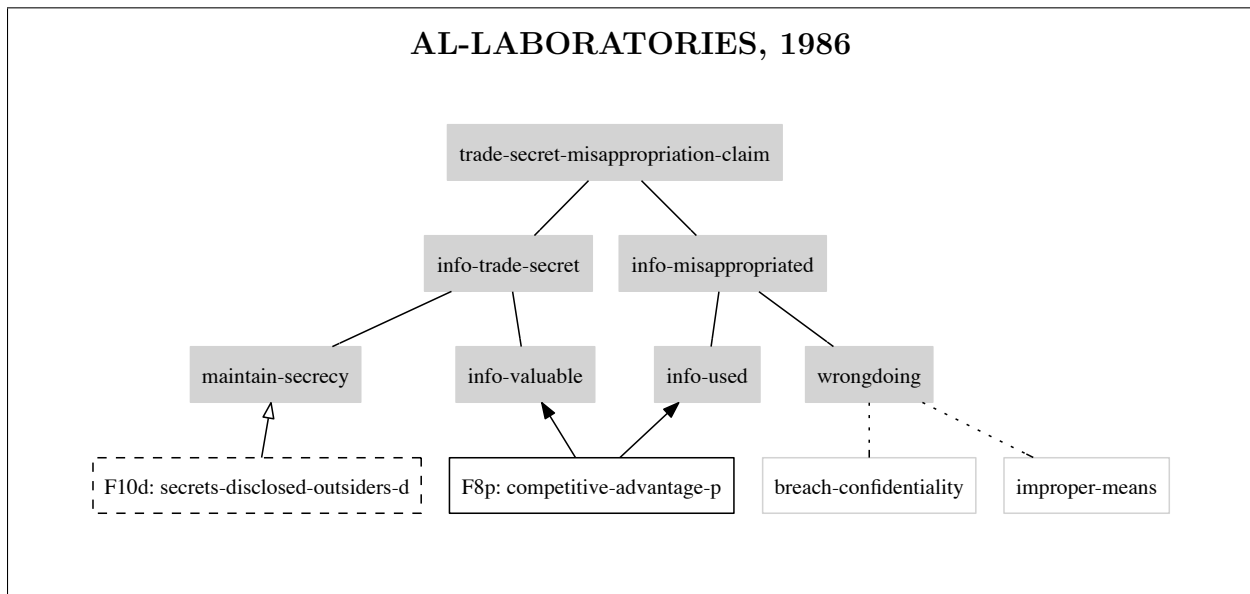 AL-LABORATORIES, 1986
trade-secret-misappropriation-claim
info-trade-secret
info-misappropriated
maintain-secrecy
info-valuable
info-used
wrongdoing
F10d: secrets-disclosed-outsiders-d
F8p: competitive-advantage-p
breach-confidentiality
improper-means